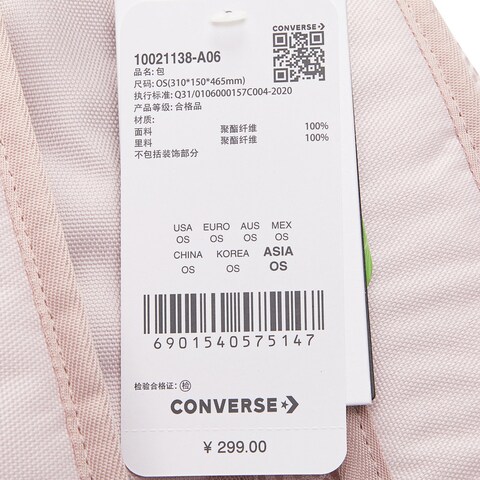 CONVERSE
10021138-A06
品名: 包
尺码: OS(310*150*465mm)
执行标准: Q31/0106000157C004-2020
产品等级: 合格品
材质:
面料 聚酯纤维 100%
里料 聚酯纤维 100%
不包括装饰部分
USA EURO AUS MEX
OS OS OS OS
CHINA KOREA ASIA
OS OS OS
6901540575147
检验合格证: 检
CONVERSE
¥ 299.00